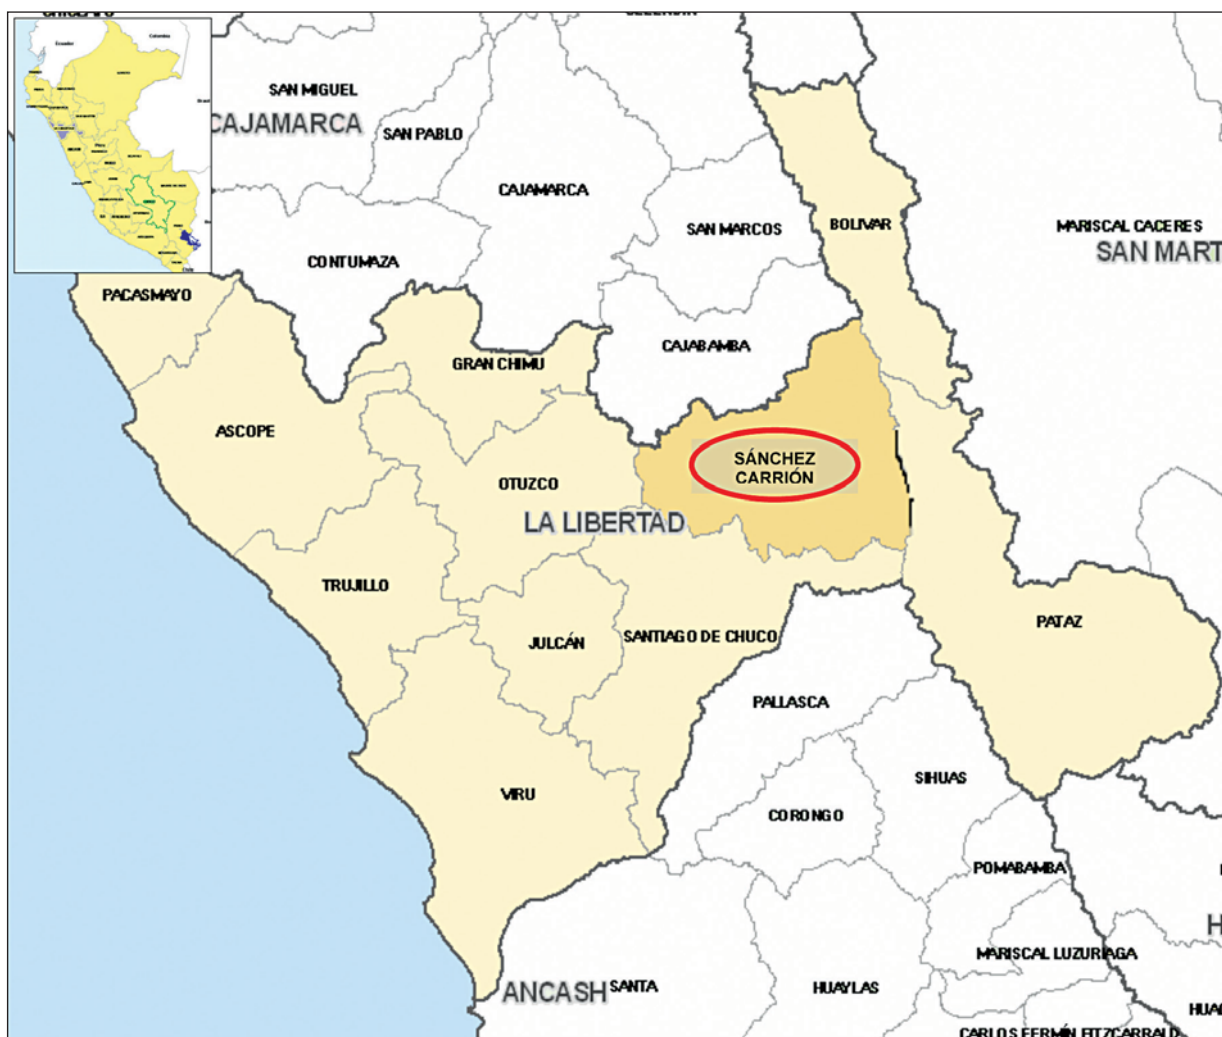 Ecuador
Colombia
SAN MIGUEL
CAJAMARCA
SAN PABLO
CAJAMARCA
SAN MARCOS
BOLIVAR
MARISCAL CACERES
SAN MART
CONTUMAZA
PACASMAYO
CAJABAMBA
GRAN CHIMU
ASCOPE
SÁNCHEZ
CARRIÓN
OTUZCO
LA LIBERTAD
TRUJILLO
JULCÁN
SANTIAGO DE CHUCO
PATAZ
PALLASCA
SIHUAS
VIRU
CORONGO
POMABAMBA
MARISCAL LUZURIAGA
ANCASH
SANTA
HUAYLAS
CARLOS FERMÍN FITZCARRALD